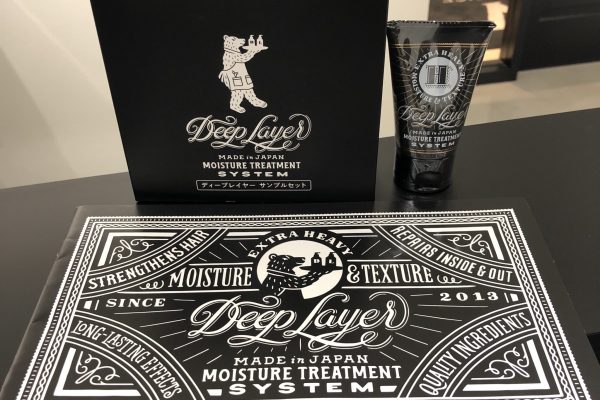 Deep Layer
MADE in JAPAN
MOISTURE TREATMENT
SYSTEM
ディープレイヤー サンプルセット
EXTRA HEAVY
MOISTURE & TEXTURE
H
Deep Layer
MADE in JAPAN
MOISTURE TREATMENT
SYSTEM
STRENGTHENS HAIR
EXTRA HEAVY
REPAIRS INSIDE & OUT
MOISTURE & TEXTURE
SINCE 2013
Deep Layer
LONG-LASTING EFFECTS
MADE in JAPAN
QUALITY INGREDIENTS
MOISTURE TREATMENT
SYSTEM